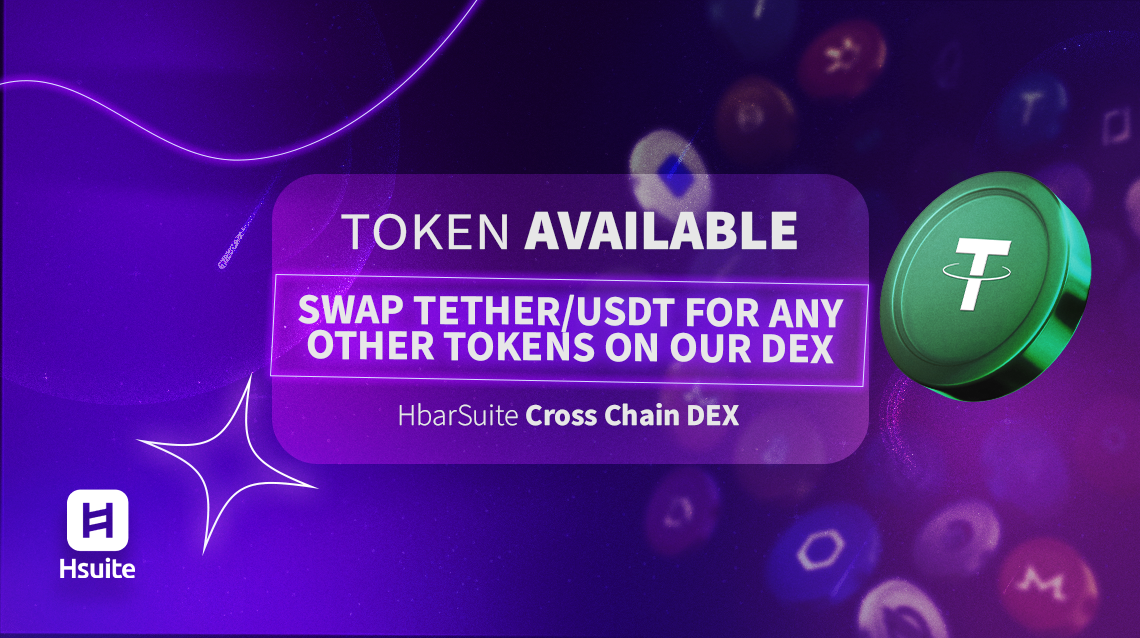 TOKEN AVAILABLE
SWAP TETHER/USDT FOR ANY
OTHER TOKENS ON OUR DEX
HbarSuite Cross Chain DEX
Hsuite